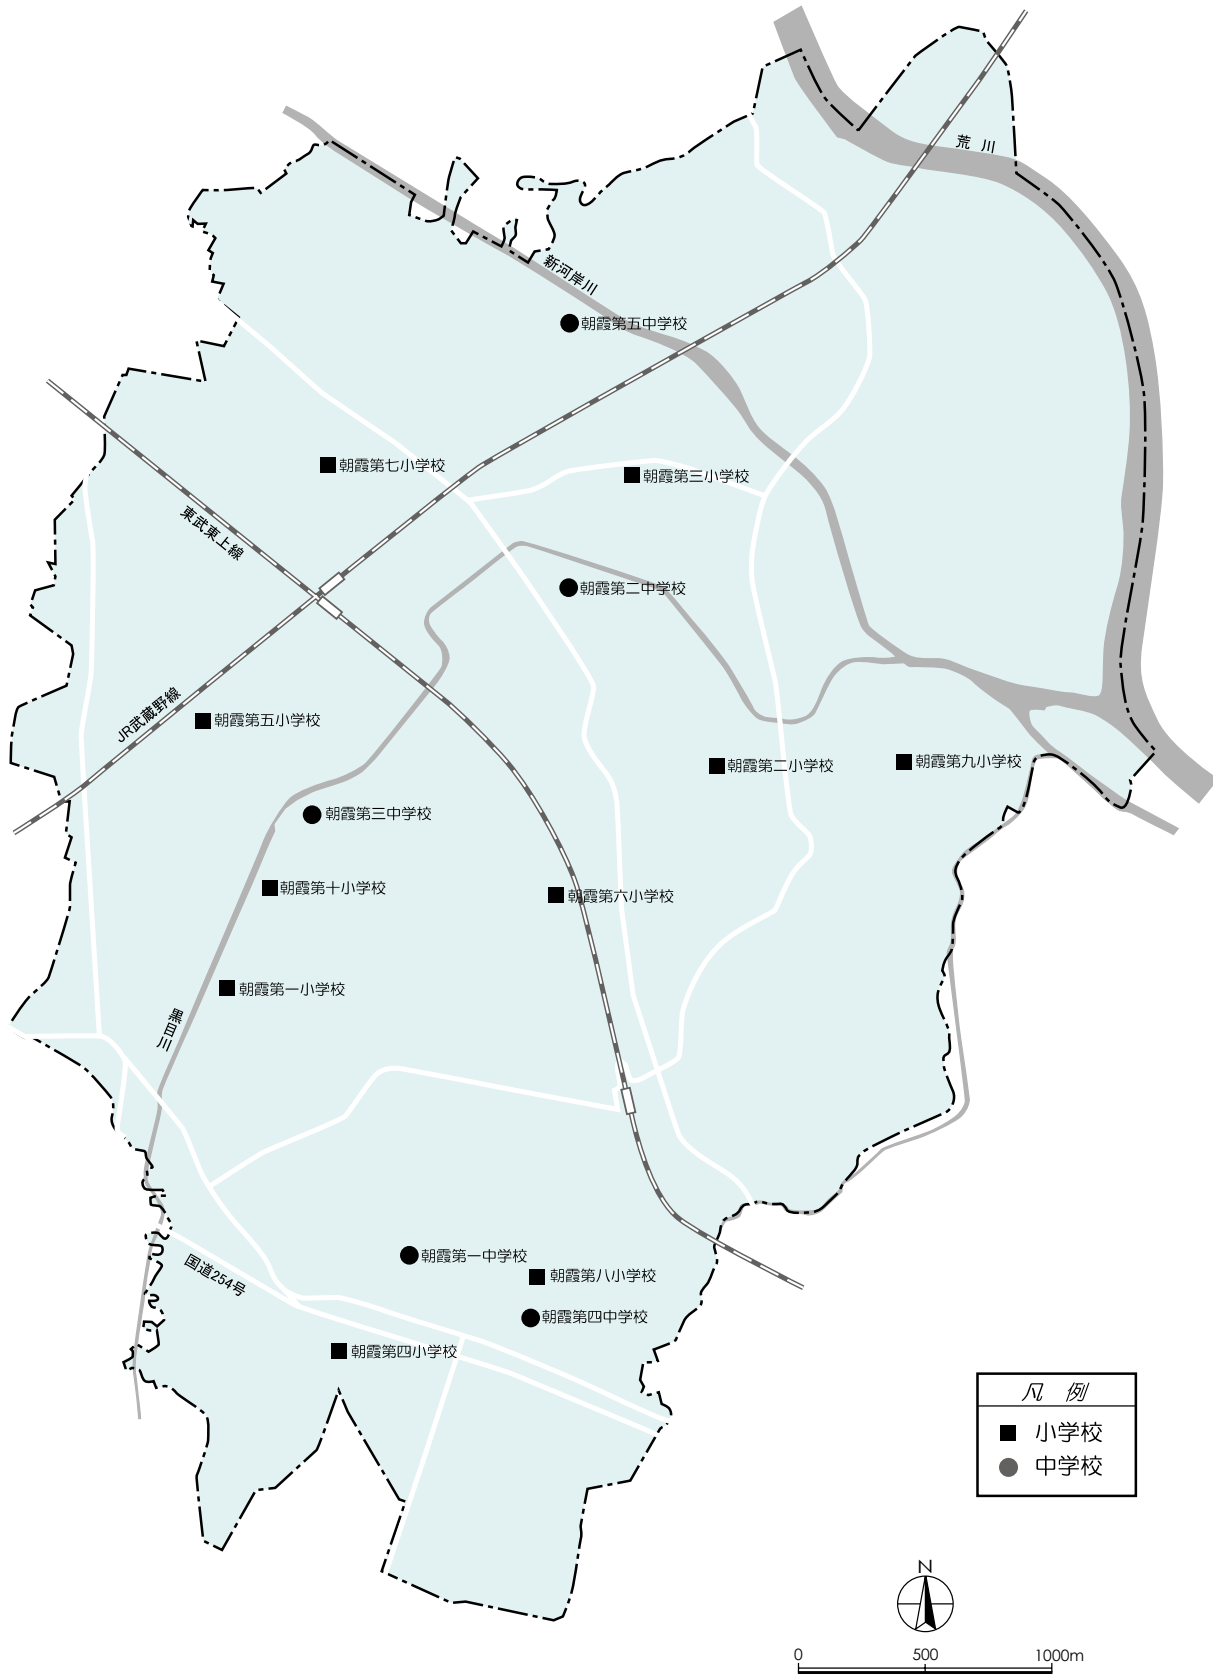 荒川
新河岸川
朝霞第五中学校
朝霞第七小学校
朝霞第三小学校
東武東上線
朝霞第二中学校
JR武蔵野線
朝霞第五小学校
朝霞第二小学校
朝霞第九小学校
朝霞第三中学校
朝霞第十小学校
朝霞第六小学校
朝霞第一小学校
黒目川
朝霞第一中学校
国道254号
朝霞第八小学校
朝霞第四中学校
朝霞第四小学校
凡例
小学校
中学校
N
0 500 1000m